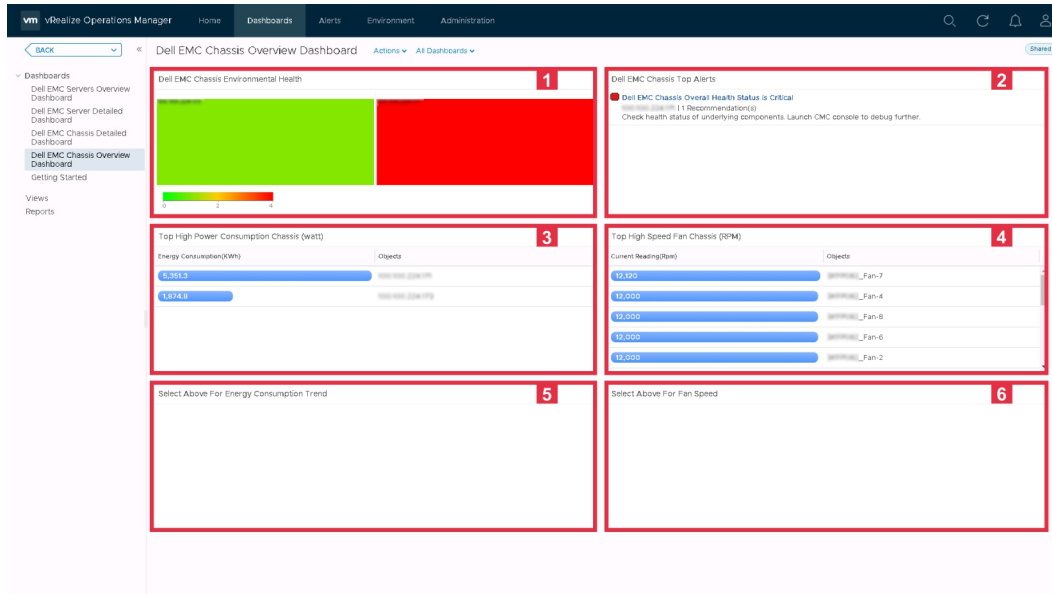 vm vRealize Operations Manager Home Dashboards Alerts Environment Administration
BACK
Dell EMC Chassis Overview Dashboard Actions All Dashboards Shared
Dashboards
Dell EMC Servers Overview
Dashboard
Dell EMC Server Detailed
Dashboard
Dell EMC Chassis Detailed
Dashboard
Dell EMC Chassis Overview
Dashboard
Getting Started
Views
Reports
Dell EMC Chassis Environmental Health 1
0 2 4
Dell EMC Chassis Top Alerts 2
Dell EMC Chassis Overall Health Status is Critical
| 1 Recommendation(s)
Check health status of underlying components. Launch CMC console to debug further.
Top High Power Consumption Chassis (watt) 3
Energy Consumption(KWh) Objects
5,351.3
1,974.8
Top High Speed Fan Chassis (RPM) 4
Current Reading(Rpm) Objects
12,120 _Fan-7
12,000 _Fan-4
12,000 _Fan-8
12,000 _Fan-6
12,000 _Fan-2
Select Above For Energy Consumption Trend 5
Select Above For Fan Speed 6